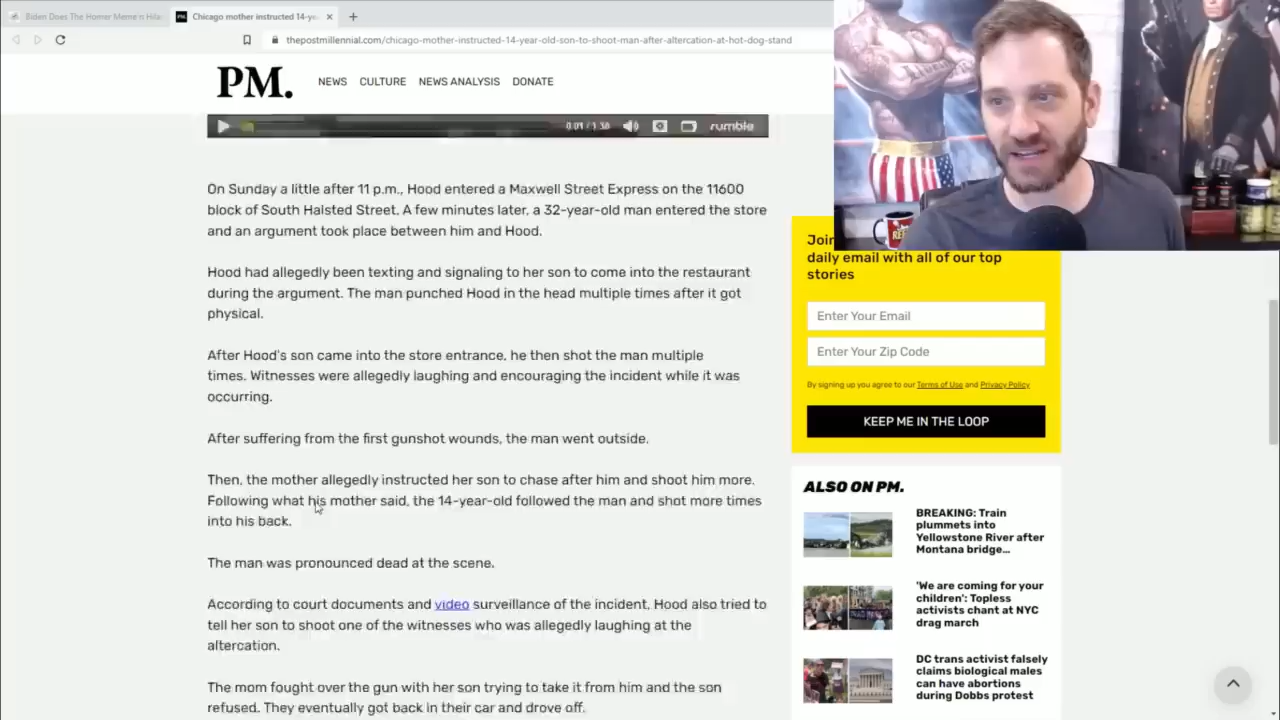 Biden Does The Homer Meme'n Hila
PM.
Chicago mother instructed 14-ye
thepostmillennial.com/chicago-mother-instructed-14-year-old-son-to-shoot-man-after-altercation-at-hot-dog-stand
PM.
NEWS
CULTURE
NEWS ANALYSIS
DONATE
0:01 / 1:38
rumble
On Sunday a little after 11 p.m., Hood entered a Maxwell Street Express on the 11600
block of South Halsted Street. A few minutes later, a 32-year-old man entered the store
and an argument took place between him and Hood.
Hood had allegedly been texting and signaling to her son to come into the restaurant
during the argument. The man punched Hood in the head multiple times after it got
physical.
After Hood's son came into the store entrance, he then shot the man multiple
times. Witnesses were allegedly laughing and encouraging the incident while it was
occurring.
After suffering from the first gunshot wounds, the man went outside.
Then, the mother allegedly instructed her son to chase after him and shoot him more.
Following what his mother said, the 14-year-old followed the man and shot more times
into his back.
The man was pronounced dead at the scene.
According to court documents and video surveillance of the incident, Hood also tried to
tell her son to shoot one of the witnesses who was allegedly laughing at the
altercation.
The mom fought over the gun with her son trying to take it from him and the son
refused. They eventually got back in their car and drove off.
Join
daily email with all of our top
stories
Enter Your Email
Enter Your Zip Code
By signing up you agree to our Terms of Use and Privacy Policy
KEEP ME IN THE LOOP
ALSO ON PM.
BREAKING: Train
plummets into
Yellowstone River after
Montana bridge...
'We are coming for your
children': Topless
activists chant at NYC
drag march
DC trans activist falsely
claims biological males
can have abortions
during Dobbs protest